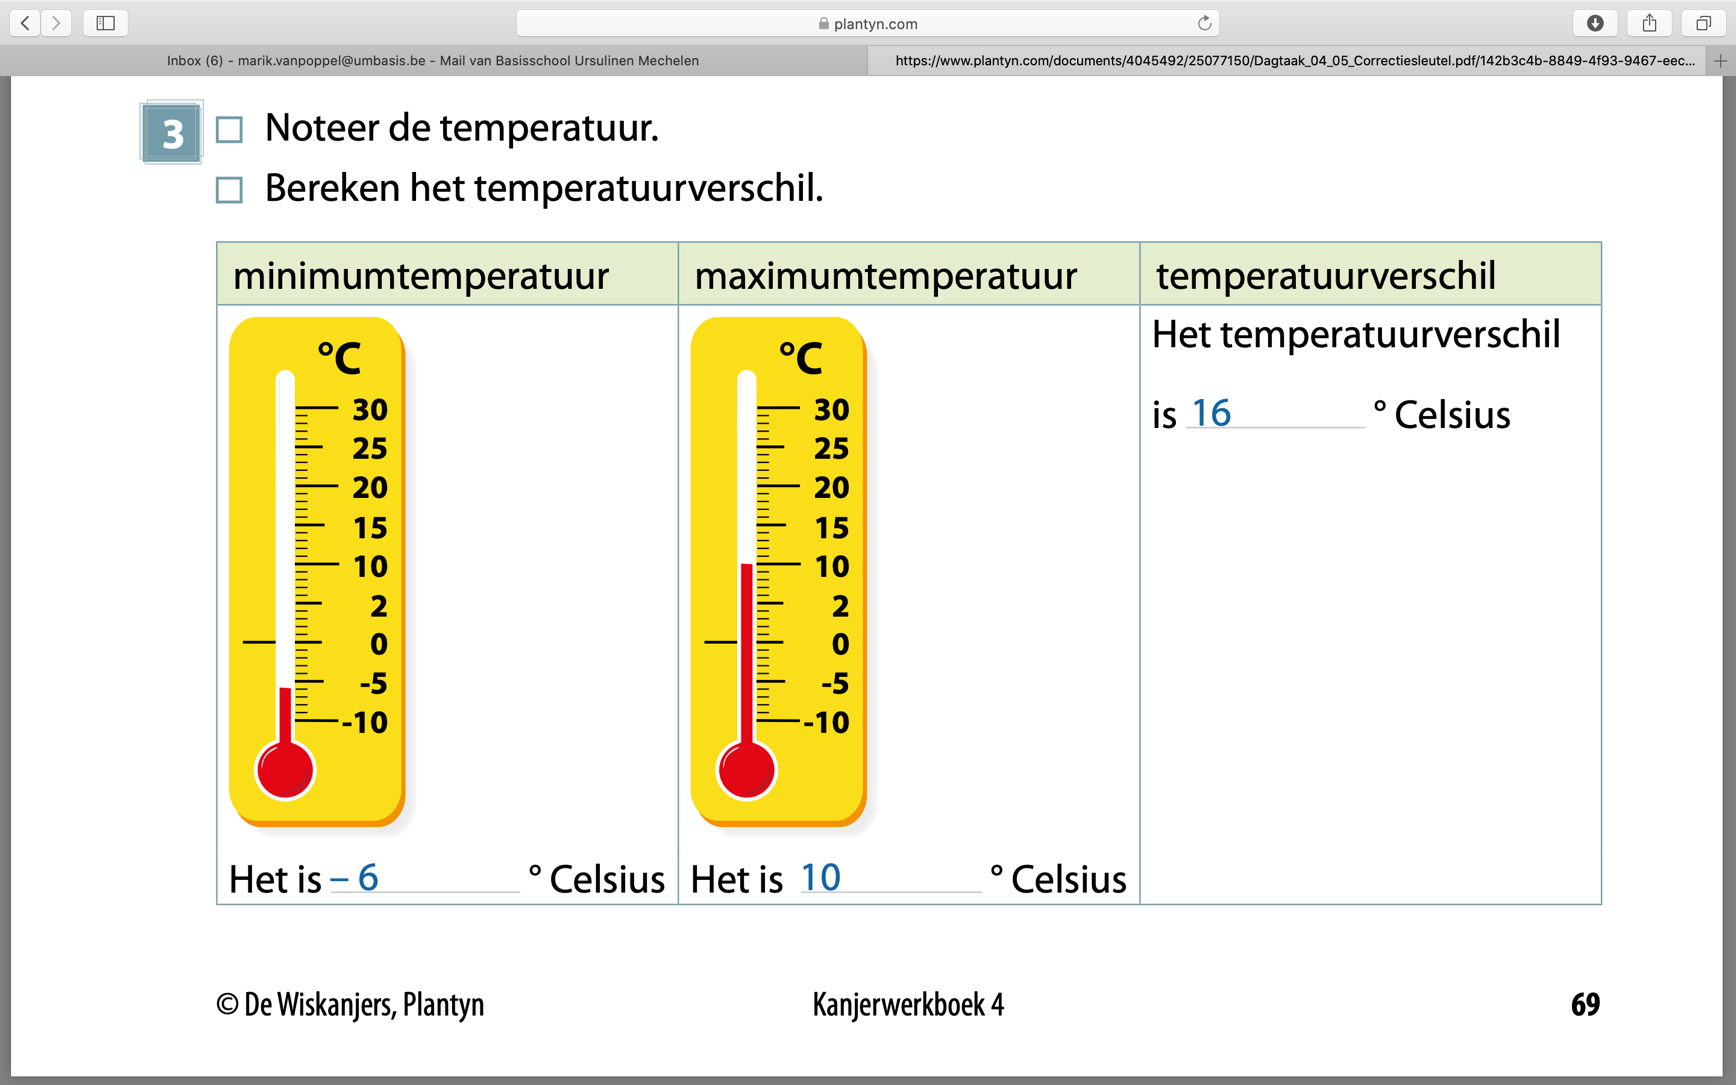 plantyn.com
Inbox (6) - marik.vanpoppel@umbasis.be - Mail van Basisschool Ursulinen Mechelen
https://www.plantyn.com/documents/4045492/25077150/Dagtaak_04_05_Correctiesleutel.pdf/142b3c4b-8849-4f93-9467-eec...
3 Noteer de temperatuur.
Bereken het temperatuurverschil.
minimumtemperatuur maximumtemperatuur temperatuurverschil
°C
30
25
20
15
10
2
0
-5
-10
Het is – 6 ° Celsius
°C
30
25
20
15
10
2
0
-5
-10
Het is 10 ° Celsius
Het temperatuurverschil
is 16 ° Celsius
© De Wiskanjers, Plantyn Kanjerwerkboek 4 69